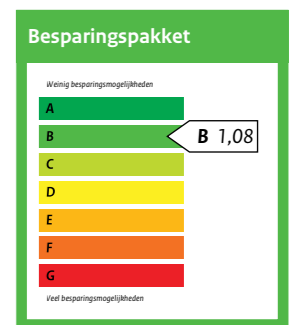 Besparingspakket
Weinig besparingsmogelijkheden
A
B
B 1,08
C
D
E
F
G
Veel besparingsmogelijkheden